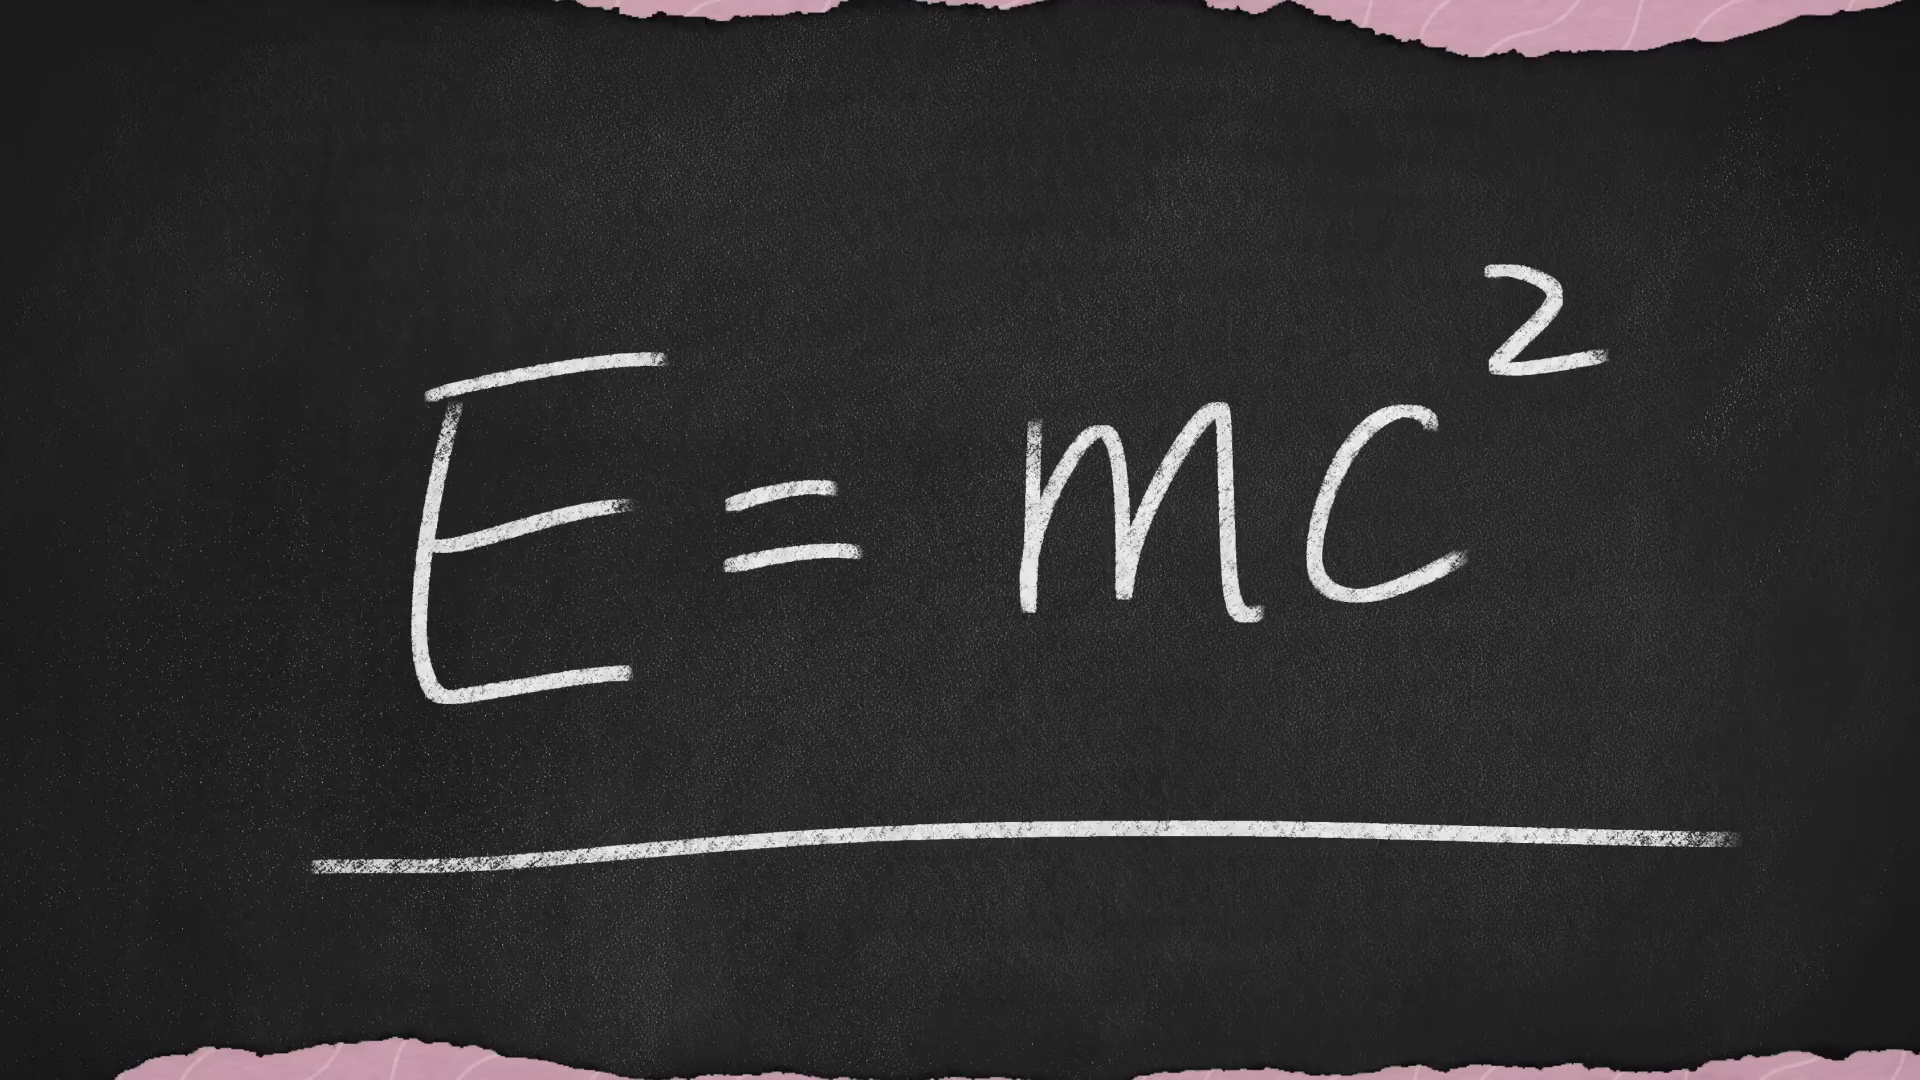 E = mc²